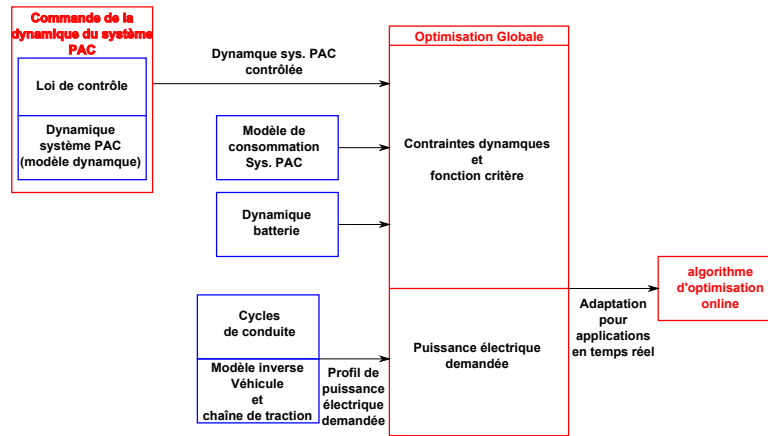 Commande de la
dynamique du système
PAC
Loi de contrôle
Dynamique
système PAC
(modèle dynamque)
Dynamque sys. PAC
contrôlée
Modèle de
consommation
Sys. PAC
Dynamique
batterie
Cycles
de conduite
Modèle inverse
Véhicule
et
chaîne de traction
Profil de
puissance
électrique
demandée
Optimisation Globale
Contraintes dynamques
et
fonction critère
Puissance électrique
demandée
Adaptation
pour
applications
en temps réel
algorithme
d'optimisation
online